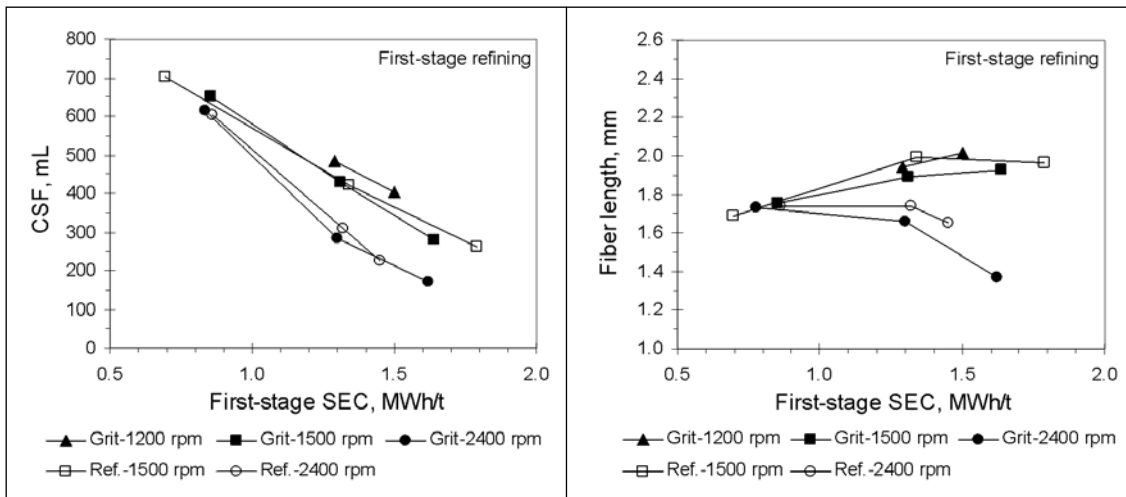 First-stage refining
800
700
600
500
400
300
200
100
0
CSF, mL
0.5 1.0 1.5 2.0
First-stage SEC, MWh/t
Grit-1200 rpm Grit-1500 rpm Grit-2400 rpm
Ref.-1500 rpm Ref.-2400 rpm
First-stage refining
2.6
2.4
2.2
2.0
1.8
1.6
1.4
1.2
1.0
Fiber length, mm
0.5 1.0 1.5 2.0
First-stage SEC, MWh/t
Grit-1200 rpm Grit-1500 rpm Grit-2400 rpm
Ref.-1500 rpm Ref.-2400 rpm